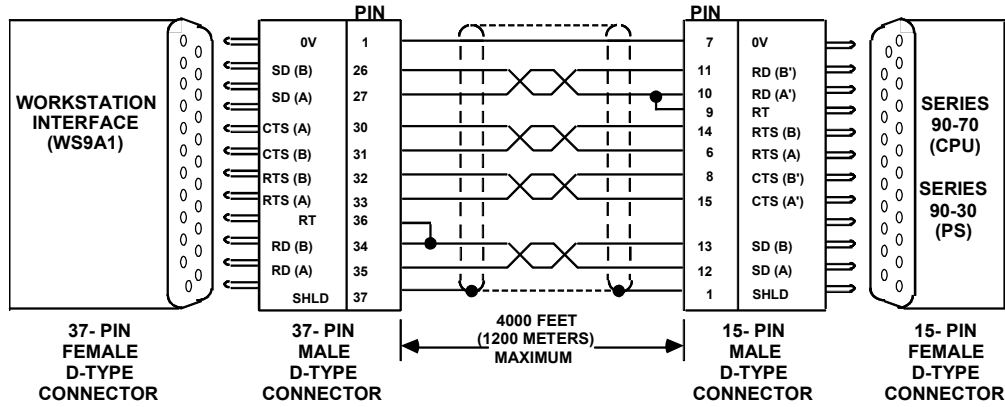 PIN PIN
0V 1 7 0V
SD (B) 26 11 RD (B')
SD (A) 27 10 RD (A')
9 RT
CTS (A) 30 14 RTS (B)
CTS (B) 31 6 RTS (A)
RTS (B) 32 8 CTS (B')
RTS (A) 33 15 CTS (A')
RT 36
RD (B) 34 13 SD (B)
RD (A) 35 12 SD (A)
SHLD 37 1 SHLD
WORKSTATION
INTERFACE
(WS9A1)
SERIES
90-70
(CPU)
SERIES
90-30
(PS)
37- PIN
FEMALE
D-TYPE
CONNECTOR
37- PIN
MALE
D-TYPE
CONNECTOR
4000 FEET
(1200 METERS)
MAXIMUM
15- PIN
MALE
D-TYPE
CONNECTOR
15- PIN
FEMALE
D-TYPE
CONNECTOR